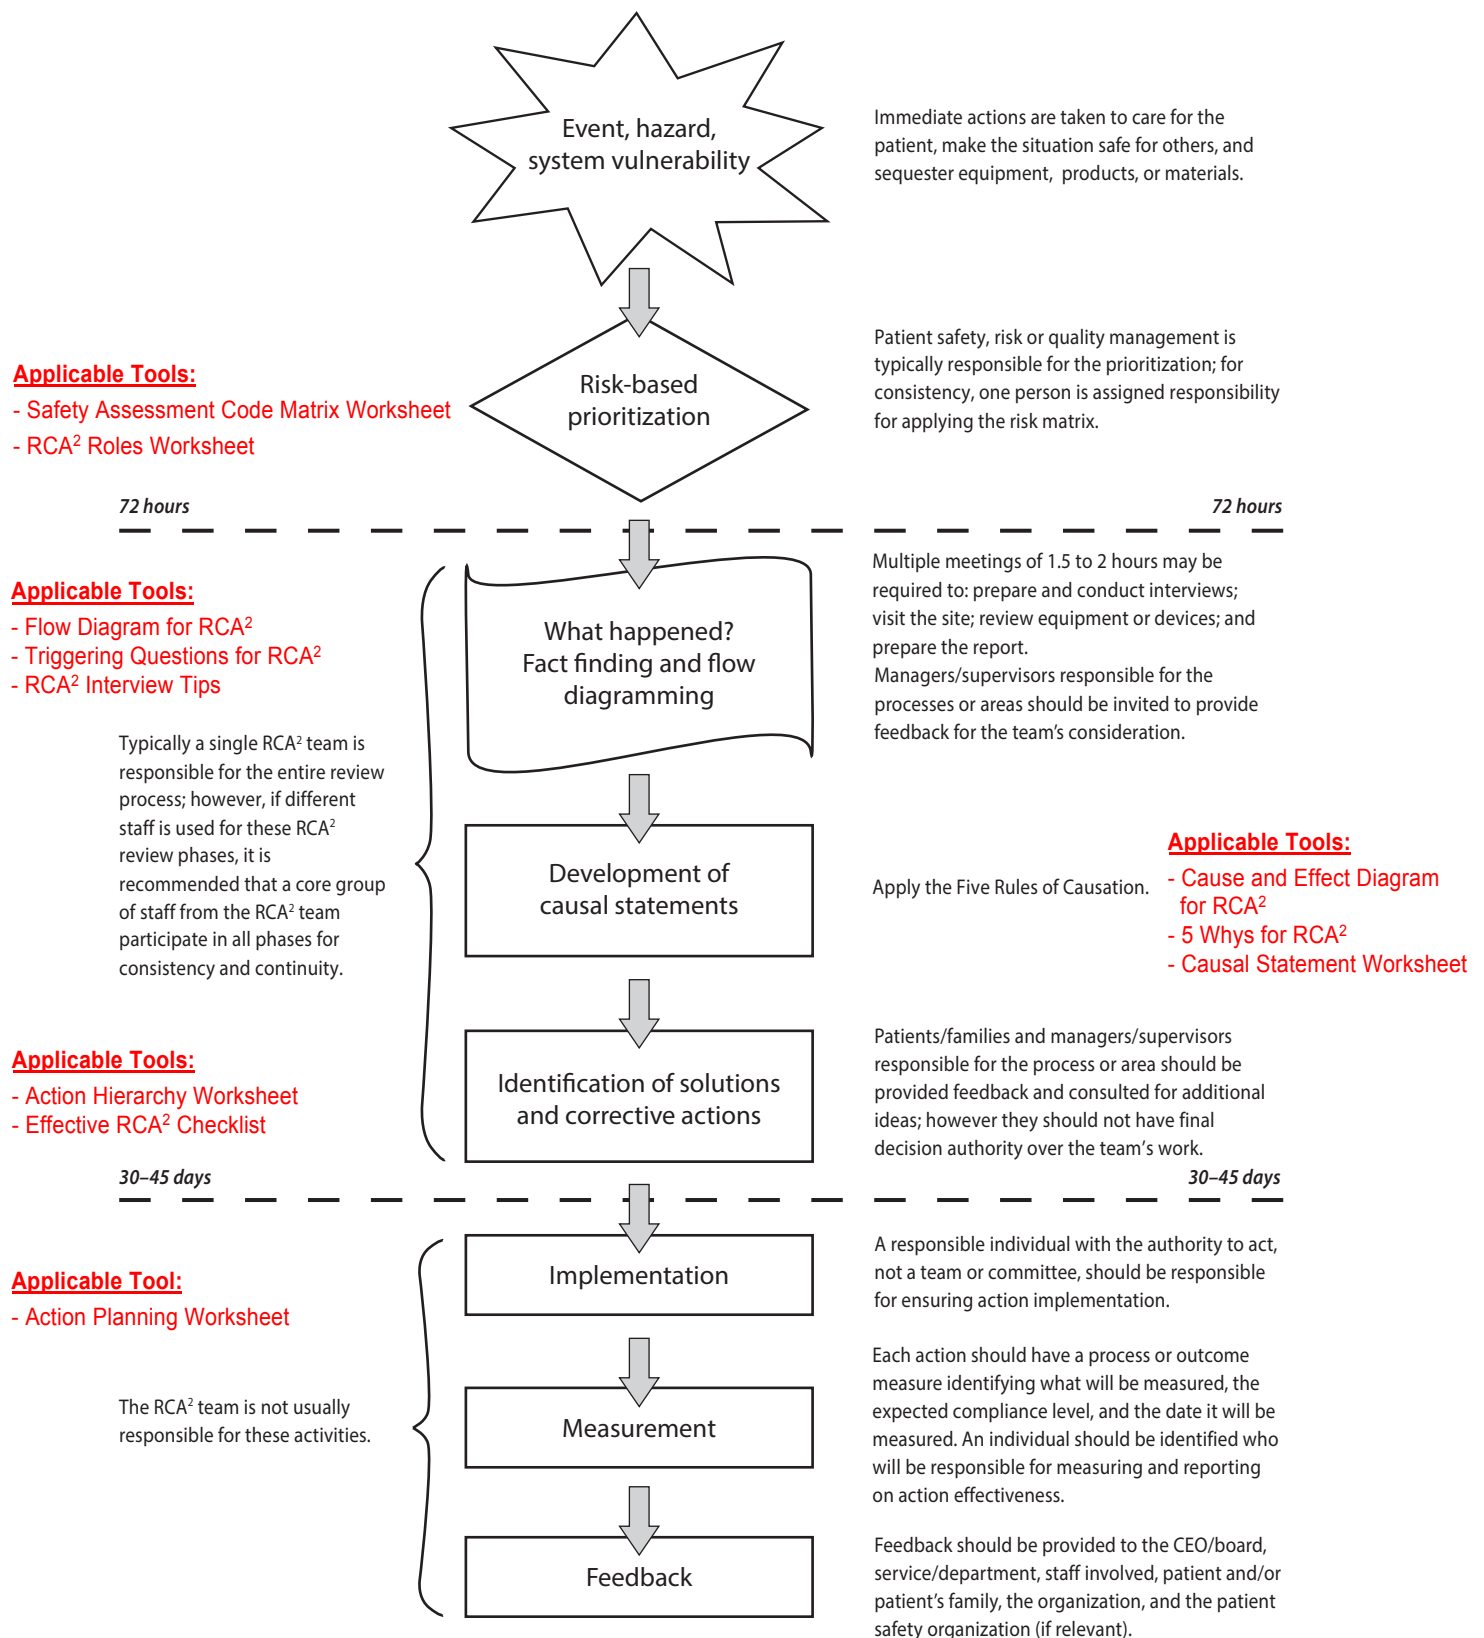 Event, hazard,
system vulnerability
Immediate actions are taken to care for the
patient, make the situation safe for others, and
sequester equipment, products, or materials.
Applicable Tools:
- Safety Assessment Code Matrix Worksheet
- RCA² Roles Worksheet
Risk-based
prioritization
Patient safety, risk or quality management is
typically responsible for the prioritization; for
consistency, one person is assigned responsibility
for applying the risk matrix.
72 hours
72 hours
Applicable Tools:
- Flow Diagram for RCA²
- Triggering Questions for RCA²
- RCA² Interview Tips
What happened?
Fact finding and flow
diagramming
Multiple meetings of 1.5 to 2 hours may be
required to: prepare and conduct interviews;
visit the site; review equipment or devices; and
prepare the report.
Managers/supervisors responsible for the
processes or areas should be invited to provide
feedback for the team's consideration.
Typically a single RCA² team is
responsible for the entire review
process; however, if different
staff is used for these RCA²
review phases, it is
recommended that a core group
of staff from the RCA² team
participate in all phases for
consistency and continuity.
Development of
causal statements
Apply the Five Rules of Causation.
Applicable Tools:
- Cause and Effect Diagram
for RCA²
- 5 Whys for RCA²
- Causal Statement Worksheet
Applicable Tools:
- Action Hierarchy Worksheet
- Effective RCA² Checklist
Identification of solutions
and corrective actions
Patients/families and managers/supervisors
responsible for the process or area should be
provided feedback and consulted for additional
ideas; however they should not have final
decision authority over the team's work.
30–45 days
30–45 days
Applicable Tool:
- Action Planning Worksheet
Implementation
A responsible individual with the authority to act,
not a team or committee, should be responsible
for ensuring action implementation.
The RCA² team is not usually
responsible for these activities.
Measurement
Each action should have a process or outcome
measure identifying what will be measured, the
expected compliance level, and the date it will be
measured. An individual should be identified who
will be responsible for measuring and reporting
on action effectiveness.
Feedback
Feedback should be provided to the CEO/board,
service/department, staff involved, patient and/or
patient's family, the organization, and the patient
safety organization (if relevant).